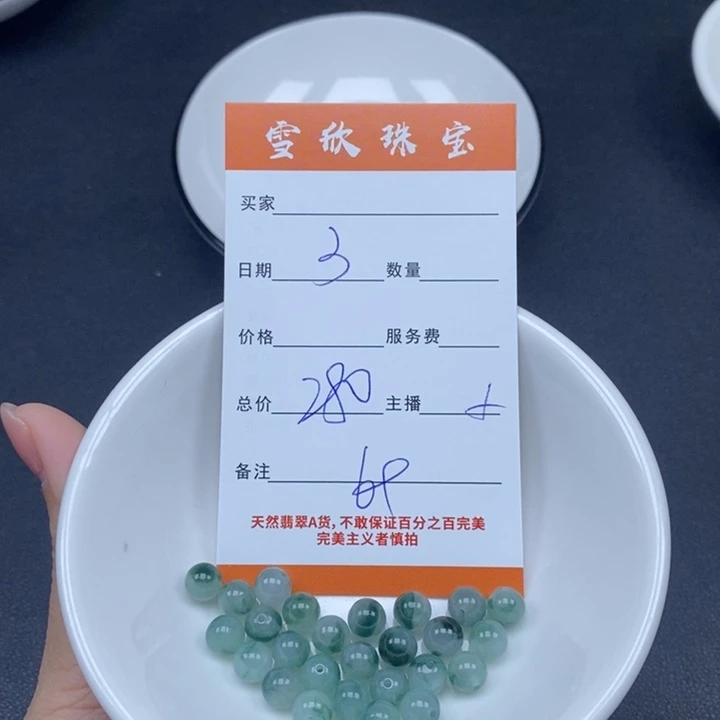 雪欣珠宝
买家
日期 3 数量
价格 服务费
总价 280 主播
备注
天然翡翠A货,不敢保证百分之百完美
完美主义者慎拍